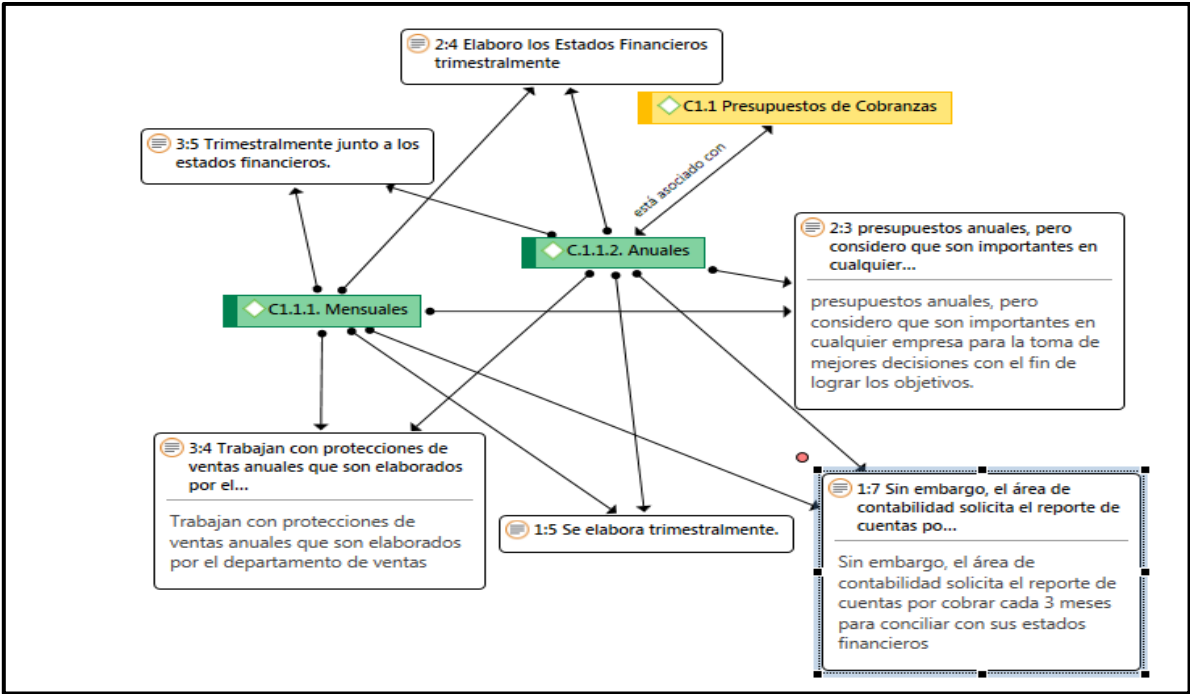 2:4 Elaboro los Estados Financieros
trimestralmente
C1.1 Presupuestos de Cobranzas
3:5 Trimestralmente junto a los
estados financieros.
está asociado con
2:3 presupuestos anuales, pero
considero que son importantes en
cualquier...
presupuestos anuales, pero
considero que son importantes en
cualquier empresa para la toma de
mejores decisiones con el fin de
lograr los objetivos.
C.1.1.2. Anuales
C1.1.1. Mensuales
3:4 Trabajan con protecciones de
ventas anuales que son elaborados
por el...
Trabajan con protecciones de
ventas anuales que son elaborados
por el departamento de ventas
1:5 Se elabora trimestralmente.
1:7 Sin embargo, el área de
contabilidad solicita el reporte de
cuentas po...
Sin embargo, el área de
contabilidad solicita el reporte de
cuentas por cobrar cada 3 meses
para conciliar con sus estados
financieros